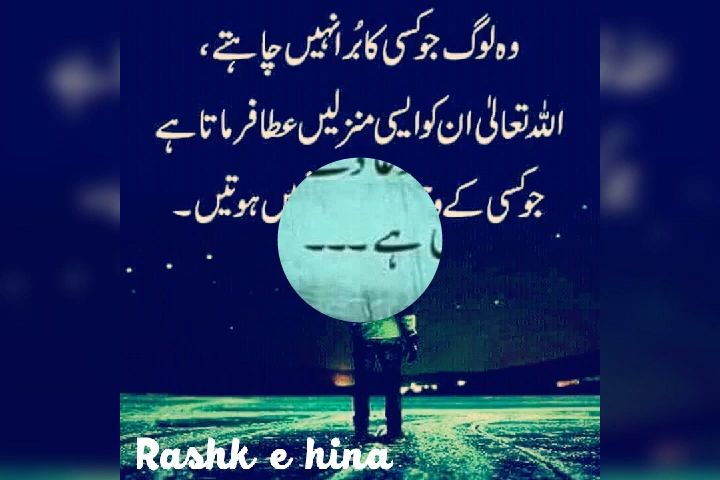 وہ لوگ جو کسی کا بُرا نہیں چاہتے،
اللہ تعالیٰ ان کو ایسی منزلیں عطا فرماتا ہے
جو کسی کے ہوتیں۔
ہے ---
Rashk e hina